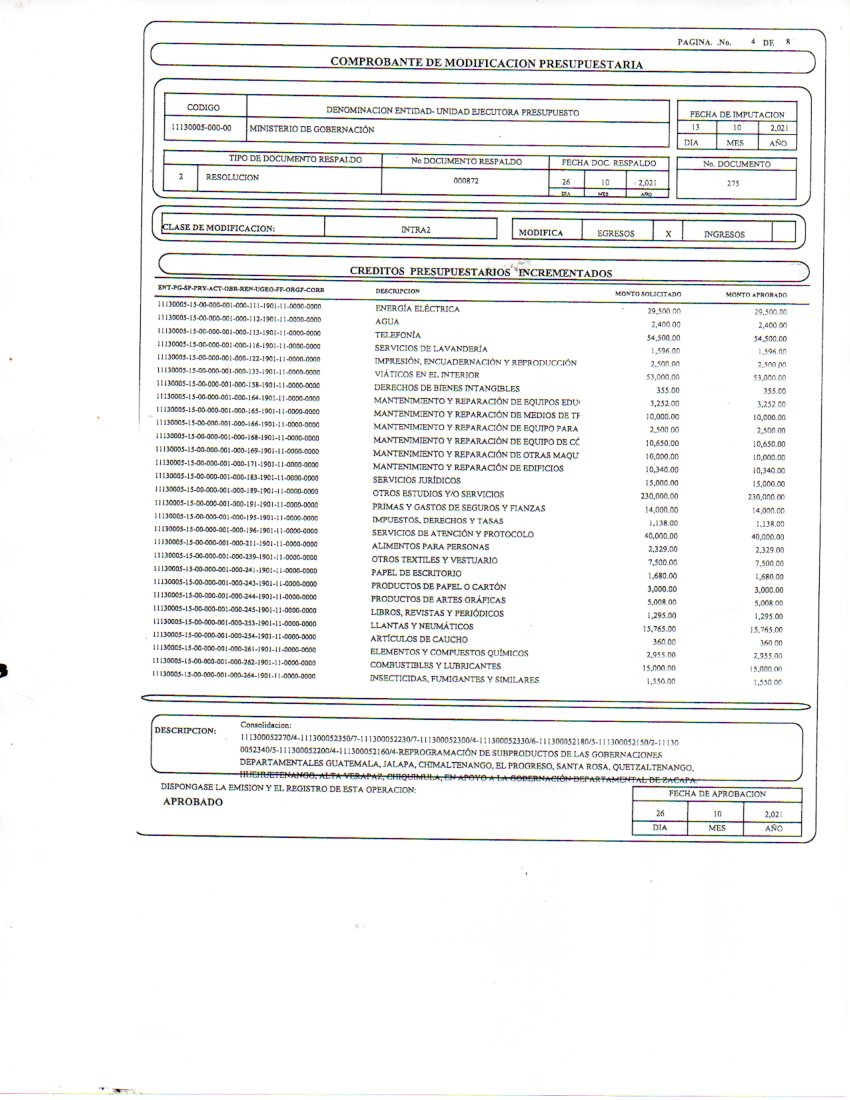 PAGINA. .No. 4 DE 8
COMPROBANTE DE MODIFICACION PRESUPUESTARIA
CODIGO DENOMINACION ENTIDAD- UNIDAD EJECUTORA PRESUPUESTO FECHA DE IMPUTACION
11130005-000-00 MINISTERIO DE GOBERNACIÓN 13 10 2,021
DIA MES AÑO
TIPO DE DOCUMENTO RESPALDO No DOCUMENTO RESPALDO FECHA DOC. RESPALDO No. DOCUMENTO
2 RESOLUCION 000872 26 10 2,021 275
DIA MES AÑO
CLASE DE MODIFICACION: INTRA2 MODIFICA EGRESOS X INGRESOS
CREDITOS PRESUPUESTARIOS INCREMENTADOS
ENT-PG-SP-PRY-ACT-OBR-REN-UGEO-FF-ORGF-CORR DESCRIPCION MONTO SOLICITADO MONTO APROBADO
11130005-15-00-000-001-000-111-1901-11-0000-0000 ENERGÍA ELÉCTRICA 29,500.00 29,500.00
11130005-15-00-000-001-000-112-1901-11-0000-0000 AGUA 2,400.00 2,400.00
11130005-15-00-000-001-000-113-1901-11-0000-0000 TELEFONÍA 54,500.00 54,500.00
11130005-15-00-000-001-000-116-1901-11-0000-0000 SERVICIOS DE LAVANDERÍA 1,596.00 1,596.00
11130005-15-00-000-001-000-122-1901-11-0000-0000 IMPRESIÓN, ENCUADERNACIÓN Y REPRODUCCIÓN 2,500.00 2,500.00
11130005-15-00-000-001-000-133-1901-11-0000-0000 VIÁTICOS EN EL INTERIOR 53,000.00 53,000.00
11130005-15-00-000-001-000-158-1901-11-0000-0000 DERECHOS DE BIENES INTANGIBLES 355.00 355.00
11130005-15-00-000-001-000-164-1901-11-0000-0000 MANTENIMIENTO Y REPARACIÓN DE EQUIPOS EDU 3,252.00 3,252.00
11130005-15-00-000-001-000-165-1901-11-0000-0000 MANTENIMIENTO Y REPARACIÓN DE MEDIOS DE TR 10,000.00 10,000.00
11130005-15-00-000-001-000-166-1901-11-0000-0000 MANTENIMIENTO Y REPARACIÓN DE EQUIPO PARA 2,500.00 2,500.00
11130005-15-00-000-001-000-168-1901-11-0000-0000 MANTENIMIENTO Y REPARACIÓN DE EQUIPO DE CÓ 10,650.00 10,650.00
11130005-15-00-000-001-000-169-1901-11-0000-0000 MANTENIMIENTO Y REPARACIÓN DE OTRAS MAQU 10,000.00 10,000.00
11130005-15-00-000-001-000-171-1901-11-0000-0000 MANTENIMIENTO Y REPARACIÓN DE EDIFICIOS 10,340.00 10,340.00
11130005-15-00-000-001-000-183-1901-11-0000-0000 SERVICIOS JURÍDICOS 15,000.00 15,000.00
11130005-15-00-000-001-000-189-1901-11-0000-0000 OTROS ESTUDIOS Y/O SERVICIOS 230,000.00 230,000.00
11130005-15-00-000-001-000-191-1901-11-0000-0000 PRIMAS Y GASTOS DE SEGUROS Y FIANZAS 14,000.00 14,000.00
11130005-15-00-000-001-000-195-1901-11-0000-0000 IMPUESTOS, DERECHOS Y TASAS 1,138.00 1,138.00
11130005-15-00-000-001-000-196-1901-11-0000-0000 SERVICIOS DE ATENCIÓN Y PROTOCOLO 40,000.00 40,000.00
11130005-15-00-000-001-000-211-1901-11-0000-0000 ALIMENTOS PARA PERSONAS 2,329.00 2,329.00
11130005-15-00-000-001-000-239-1901-11-0000-0000 OTROS TEXTILES Y VESTUARIO 7,500.00 7,500.00
11130005-15-00-000-001-000-241-1901-11-0000-0000 PAPEL DE ESCRITORIO 1,680.00 1,680.00
11130005-15-00-000-001-000-243-1901-11-0000-0000 PRODUCTOS DE PAPEL O CARTÓN 3,000.00 3,000.00
11130005-15-00-000-001-000-244-1901-11-0000-0000 PRODUCTOS DE ARTES GRÁFICAS 5,008.00 5,008.00
11130005-15-00-000-001-000-245-1901-11-0000-0000 LIBROS, REVISTAS Y PERIÓDICOS 1,295.00 1,295.00
11130005-15-00-000-001-000-253-1901-11-0000-0000 LLANTAS Y NEUMÁTICOS 15,765.00 15,765.00
11130005-15-00-000-001-000-254-1901-11-0000-0000 ARTÍCULOS DE CAUCHO 360.00 360.00
11130005-15-00-000-001-000-261-1901-11-0000-0000 ELEMENTOS Y COMPUESTOS QUÍMICOS 2,955.00 2,955.00
11130005-15-00-000-001-000-262-1901-11-0000-0000 COMBUSTIBLES Y LUBRICANTES 15,000.00 15,000.00
11130005-15-00-000-001-000-264-1901-11-0000-0000 INSECTICIDAS, FUMIGANTES Y SIMILARES 1,550.00 1,550.00
DESCRIPCION: Consolidacion:
111300052270/4-111300052350/7-111300052230/7-111300052300/4-111300052330/6-111300052180/5-111300052150/2-11130
0052340/5-111300052200/4-111300052160/4-REPROGRAMACIÓN DE SUBPRODUCTOS DE LAS GOBERNACIONES
DEPARTAMENTALES GUATEMALA, JALAPA, CHIMALTENANGO, EL PROGRESO, SANTA ROSA, QUETZALTENANGO,
HUEHUETENANGO, ALTA VERAPAZ, CHIQUIMULA, EN APOYO A LA GOBERNACIÓN DEPARTAMENTAL DE ZACAPA.
DISPONGASE LA EMISION Y EL REGISTRO DE ESTA OPERACION: FECHA DE APROBACION
APROBADO 26 10 2,021
DIA MES AÑO